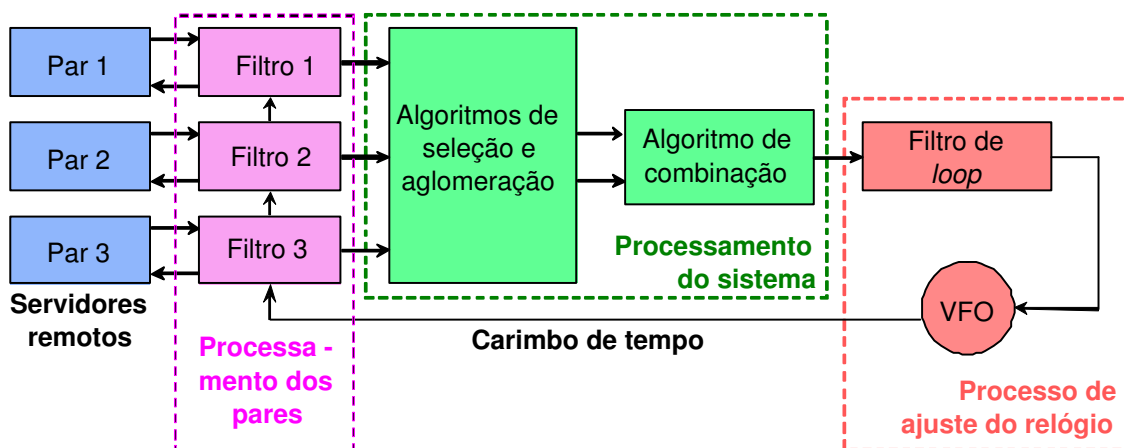 Par 1
Filtro 1
Par 2
Filtro 2
Par 3
Filtro 3
Servidores
remotos
Processa -
mento dos
pares
Algoritmos de
seleção e
aglomeração
Algoritmo de
combinação
Processamento
do sistema
Filtro de
loop
VFO
Carimbo de tempo
Processo de
ajuste do relógio